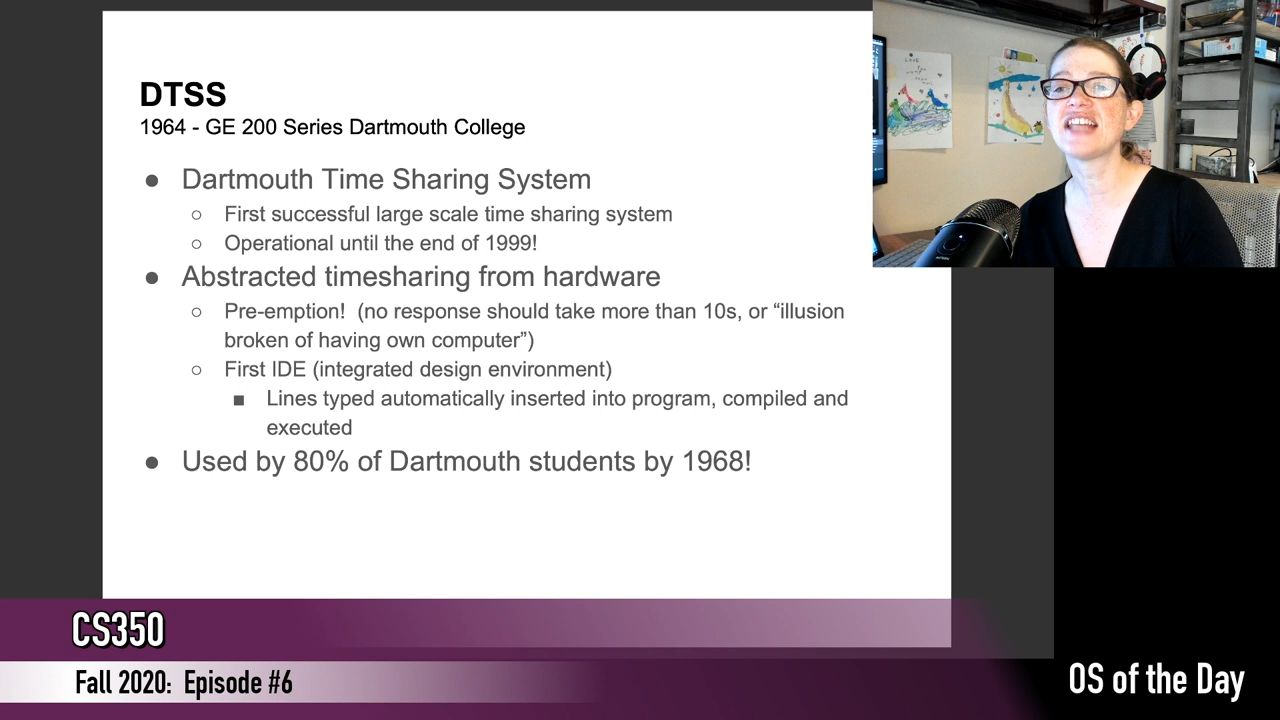 DTSS
1964 - GE 200 Series Dartmouth College
● Dartmouth Time Sharing System
○ First successful large scale time sharing system
○ Operational until the end of 1999!
● Abstracted timesharing from hardware
○ Pre-emption!  (no response should take more than 10s, or “illusion
broken of having own computer”)
○ First IDE (integrated design environment)
■ Lines typed automatically inserted into program, compiled and
executed
● Used by 80% of Dartmouth students by 1968!
CS350
Fall 2020:  Episode #6
OS of the Day